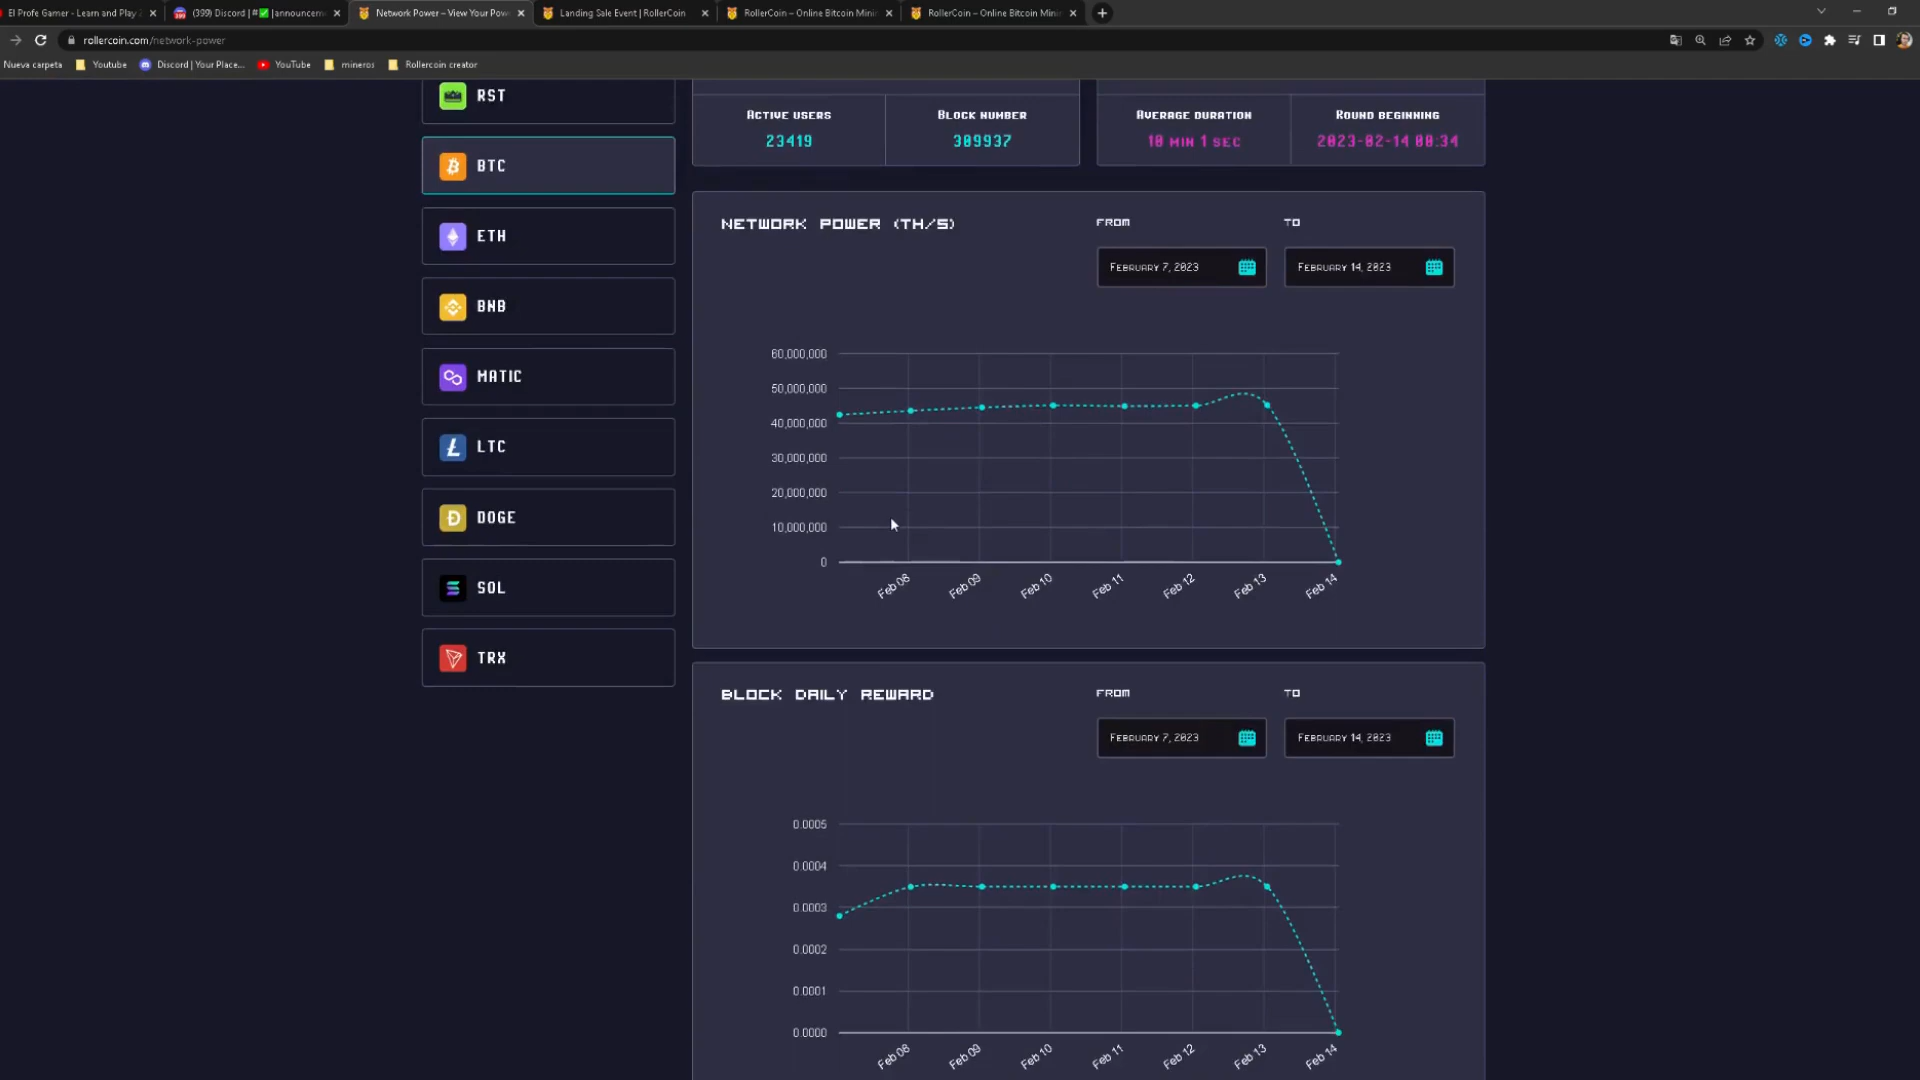 El Profe Gamer - Learn and Play 2
(399) Discord | #✅ |announcem
Network Power – View Your Pow
Landing Sale Event | RollerCoin
RollerCoin – Online Bitcoin Mini
RollerCoin – Online Bitcoin Mini
rollercoin.com/network-power
Nueva carpeta
Youtube
Discord | Your Place...
YouTube
mineros
Rollercoin creator
RST
BTC
ETH
BNB
MATIC
LTC
DOGE
SOL
TRX
Active users
23419
Block number
309937
Average duration
10 min 1 sec
Round beginning
2023-02-14 00:34
NETWORK POWER (TH/S)
FROM
TO
February 7, 2023
February 14, 2023
60,000,000
50,000,000
40,000,000
30,000,000
20,000,000
10,000,000
0
Feb 08
Feb 09
Feb 10
Feb 11
Feb 12
Feb 13
Feb 14
BLOCK DAILY REWARD
FROM
TO
February 7, 2023
February 14, 2023
0.0005
0.0004
0.0003
0.0002
0.0001
0.0000
Feb 08
Feb 09
Feb 10
Feb 11
Feb 12
Feb 13
Feb 14